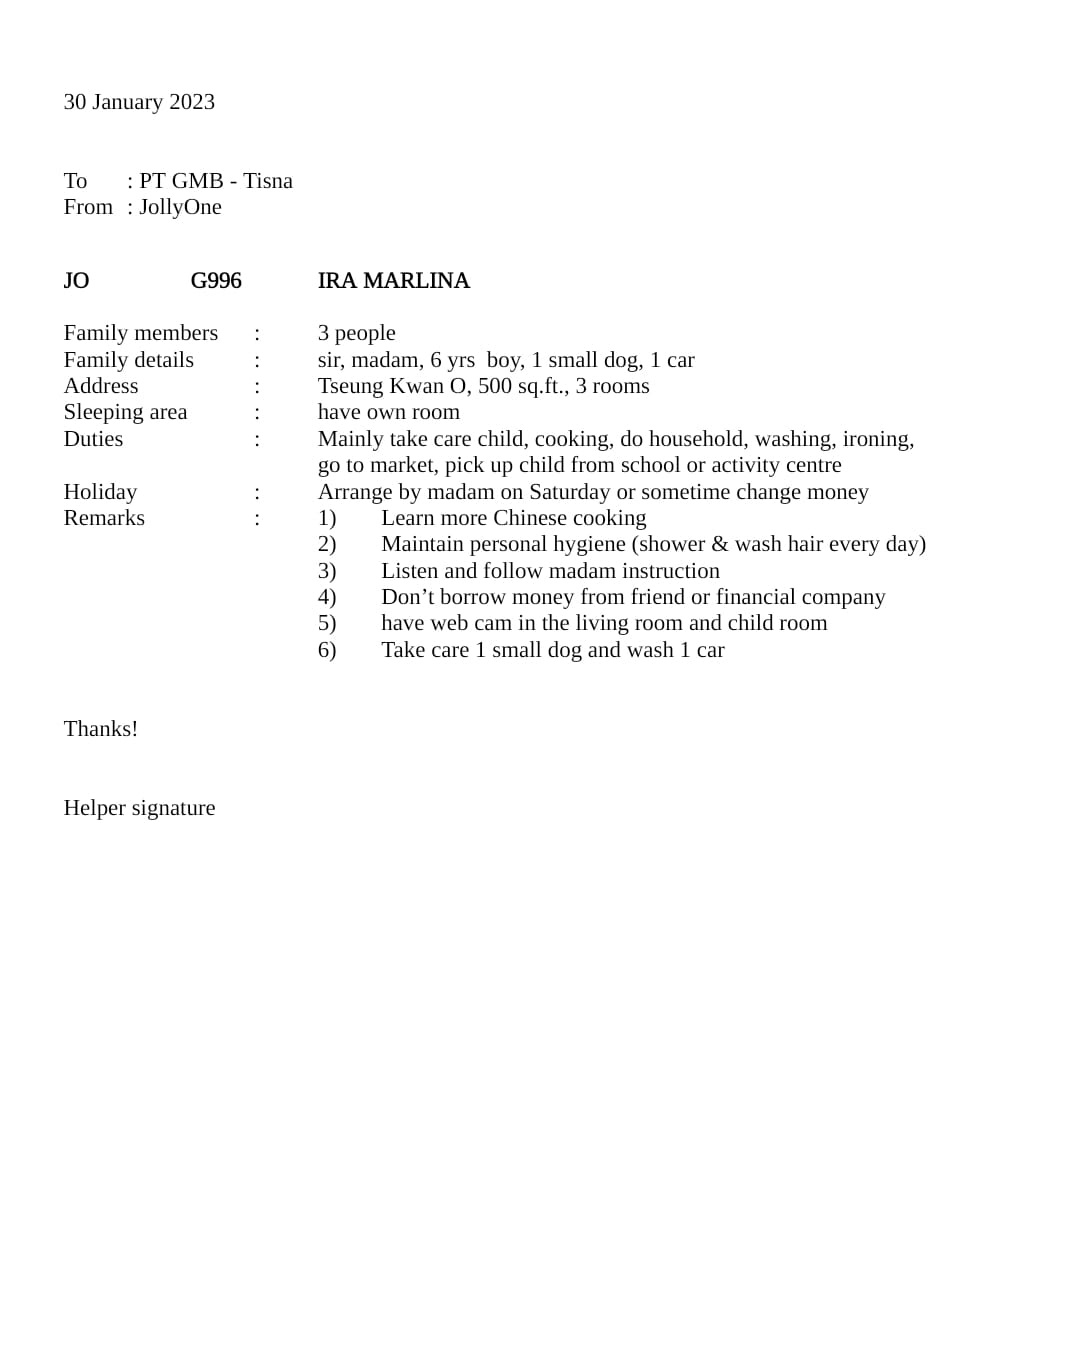 30 January 2023
To : PT GMB - Tisna
From : JollyOne
JO G996 IRA MARLINA
Family members : 3 people
Family details : sir, madam, 6 yrs  boy, 1 small dog, 1 car
Address : Tseung Kwan O, 500 sq.ft., 3 rooms
Sleeping area : have own room
Duties : Mainly take care child, cooking, do household, washing, ironing,
go to market, pick up child from school or activity centre
Holiday : Arrange by madam on Saturday or sometime change money
Remarks : 1) Learn more Chinese cooking
2) Maintain personal hygiene (shower & wash hair every day)
3) Listen and follow madam instruction
4) Don’t borrow money from friend or financial company
5) have web cam in the living room and child room
6) Take care 1 small dog and wash 1 car
Thanks!
Helper signature